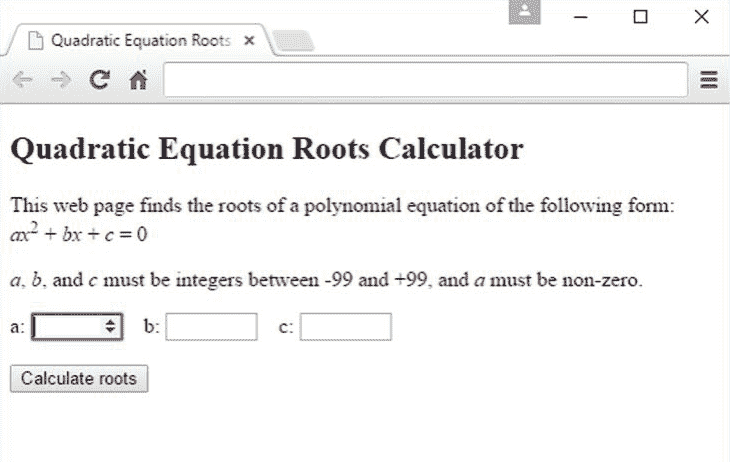 Quadratic Equation Roots
Quadratic Equation Roots Calculator
This web page finds the roots of a polynomial equation of the following form:
ax² + bx + c = 0
a, b, and c must be integers between -99 and +99, and a must be non-zero.
a: b: c:
Calculate roots